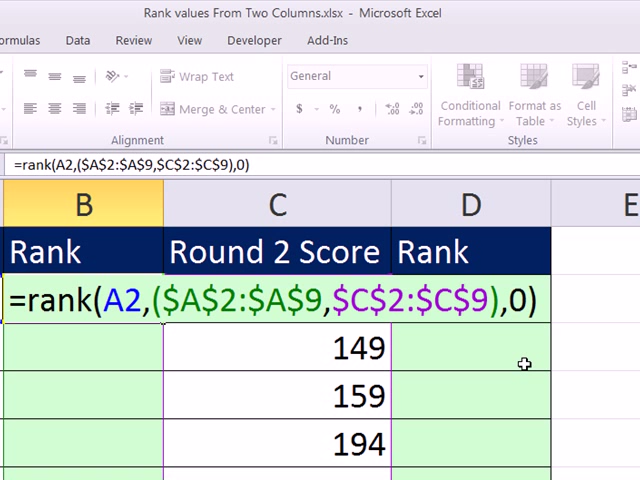 Rank values From Two Columns.xlsx - Microsoft Excel
ormulas Data Review View Developer Add-Ins
Wrap Text General
Merge & Center $ % , Conditional Formatting Format as Table Cell Styles
Alignment Number Styles
=rank(A2,($A$2:$A$9,$C$2:$C$9),0)
B C D E
Rank Round 2 Score Rank
=rank(A2,($A$2:$A$9,$C$2:$C$9),0)
149
159
194